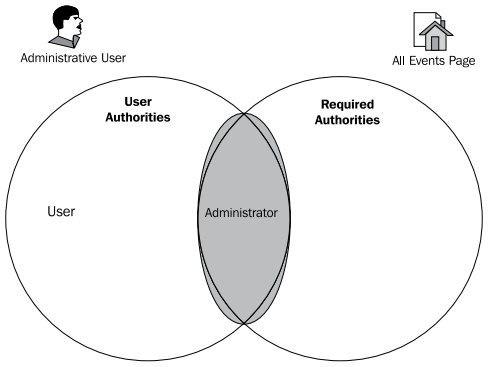 Administrative User
All Events Page
User
Authorities
Required
Authorities
User
Administrator